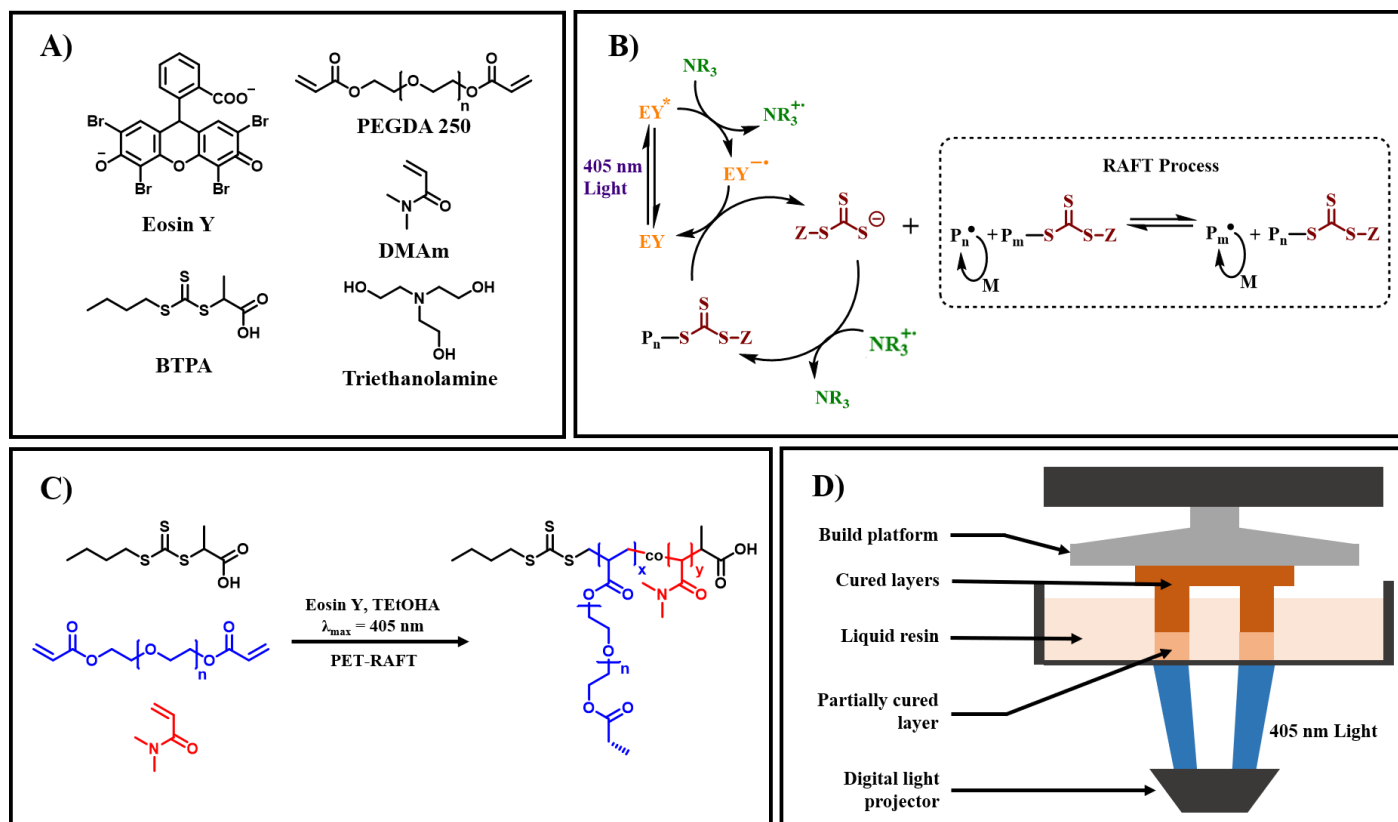 A)
COO⁻
Br
Br
O⁻
O
O
Br
Br
Eosin Y
O
O
O
O
O
n
PEGDA 250
N
O
DMAm
S
S
S
O
OH
BTPA
HO
OH
N
OH
Triethanolamine
B)
NR₃
EY*
NR₃⁺·
405 nm
Light
EY⁻·
EY
S
Z-S
S
⊖
+
S
Pₙ
S
S-Z
NR₃⁺·
NR₃
RAFT Process
S
Pₙ• + Pₘ
S
S-Z
M
S
Pₘ• + Pₙ
S
S-Z
M
C)
S
S
S
O
OH
O
O
O
O
O
n
N
O
Eosin Y, TEtOHA
λmax = 405 nm
PET-RAFT
S
S
S
x
co
y
OH
O
O
O
N
O
O
n
O
O
D)
Build platform
Cured layers
Liquid resin
Partially cured
layer
405 nm Light
Digital light
projector